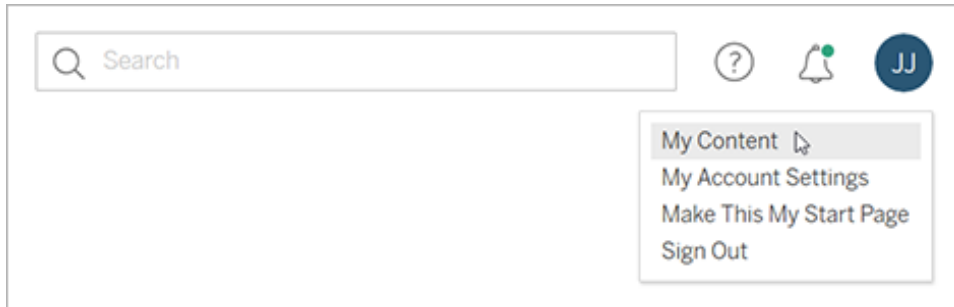 Search
?
JJ
My Content
My Account Settings
Make This My Start Page
Sign Out